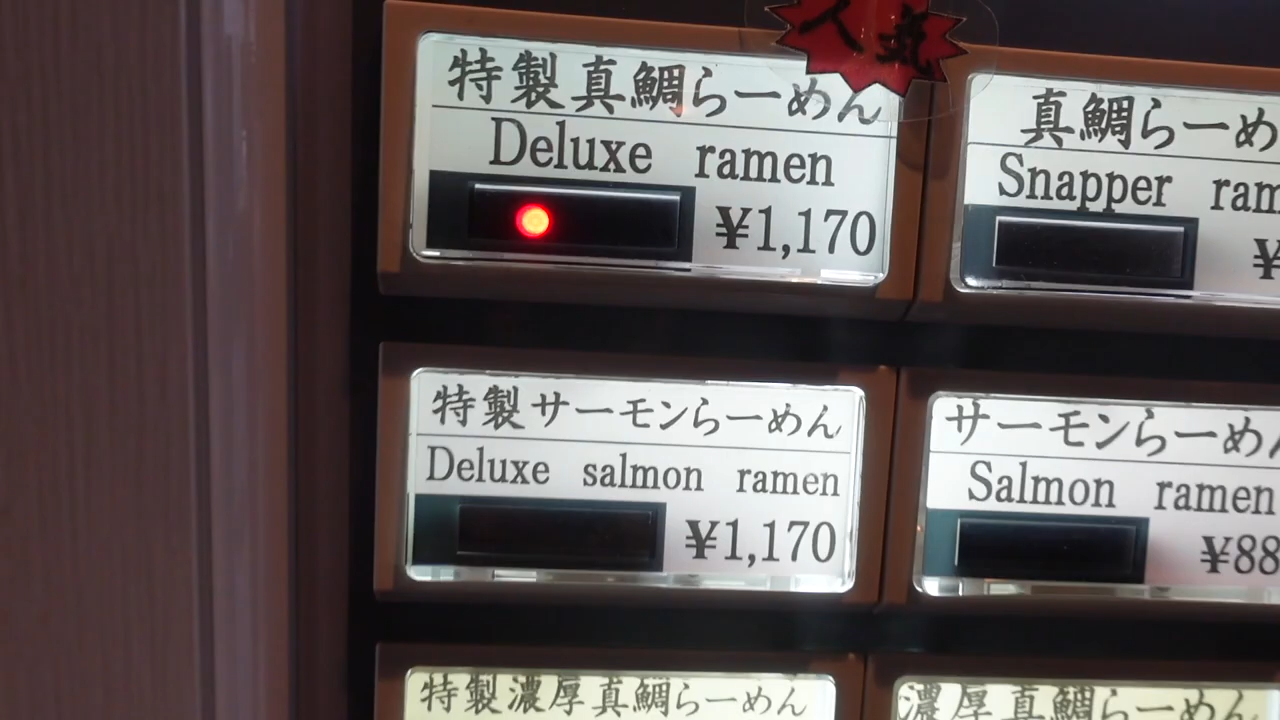 人気
特製真鯛らーめん
Deluxe ramen
¥1,170
真鯛らーめ
Snapper ram
¥
特製サーモンらーめん
Deluxe salmon ramen
¥1,170
サーモンらーめん
Salmon ramen
¥88
特製濃厚真鯛らーめん
濃厚真鯛らーめん